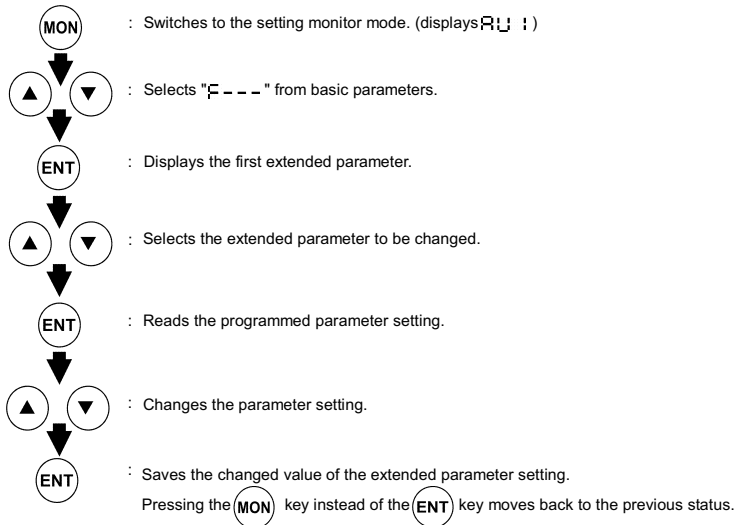 MON : Switches to the setting monitor mode. (displays AU 1 )
▲ ▼ : Selects "F - - - " from basic parameters.
ENT : Displays the first extended parameter.
▲ ▼ : Selects the extended parameter to be changed.
ENT : Reads the programmed parameter setting.
▲ ▼ : Changes the parameter setting.
ENT : Saves the changed value of the extended parameter setting.
Pressing the MON key instead of the ENT key moves back to the previous status.